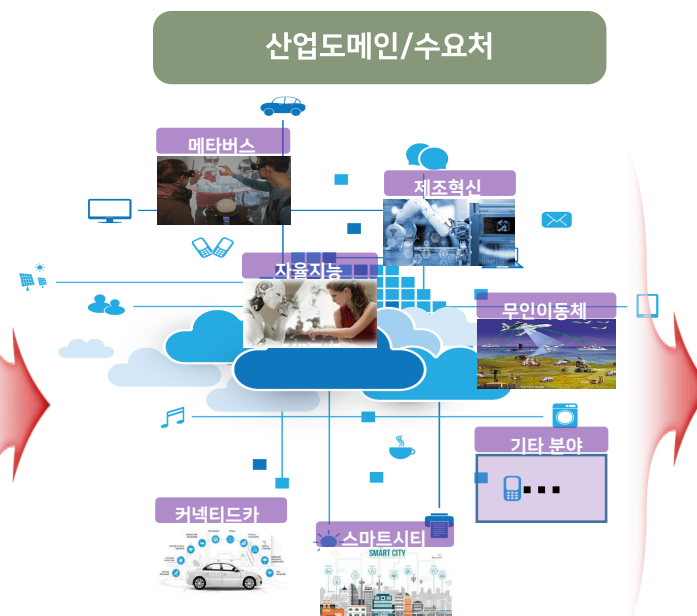 산업도메인/수요처
메타버스
제조혁신
자율지능
무인이동체
기타 분야
커넥티드카
스마트시티
SMART CITY